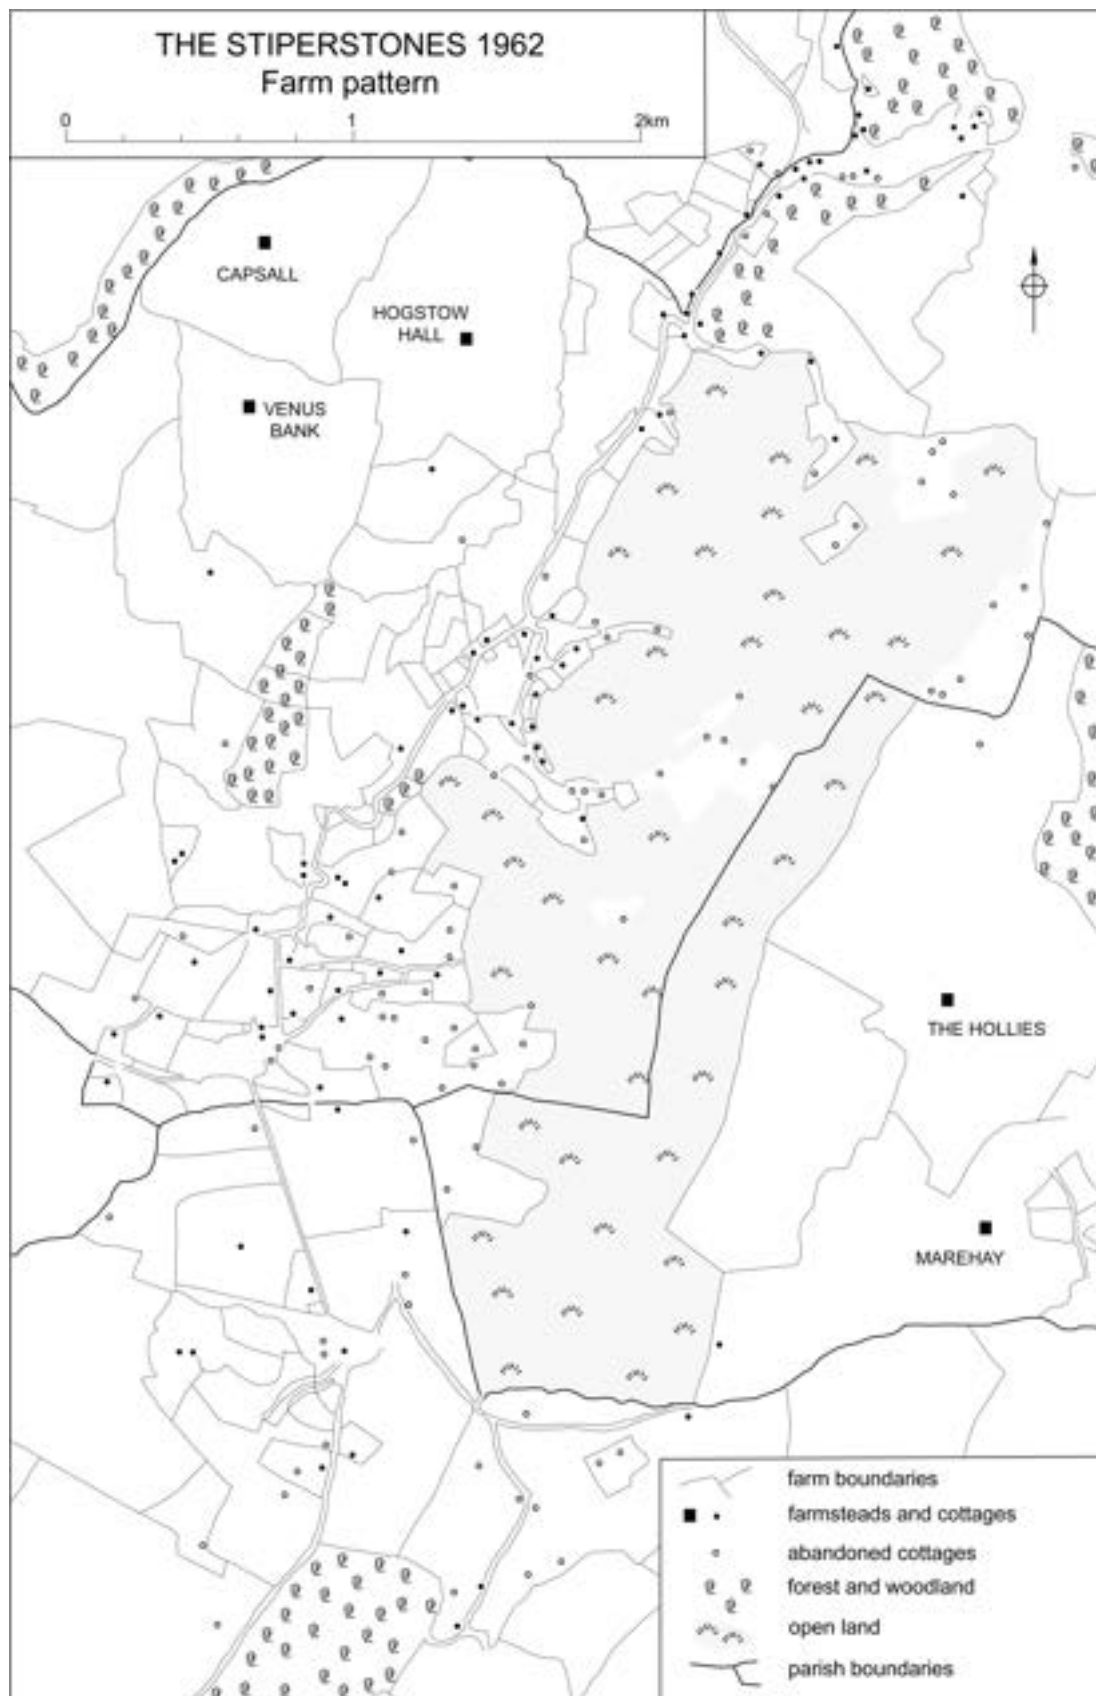 THE STIPERSTONES 1962
Farm pattern
0 1 2km
CAPSALL
HOGSTOW
HALL
VENUS
BANK
THE HOLLIES
MAREHAY
farm boundaries
farmsteads and cottages
abandoned cottages
forest and woodland
open land
parish boundaries